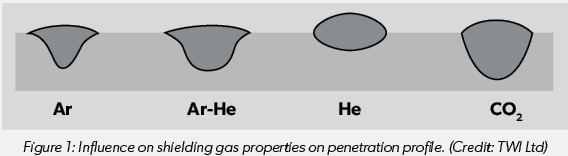 Ar Ar-He He CO₂
Figure 1: Influence on shielding gas properties on penetration profile. (Credit: TWI Ltd)